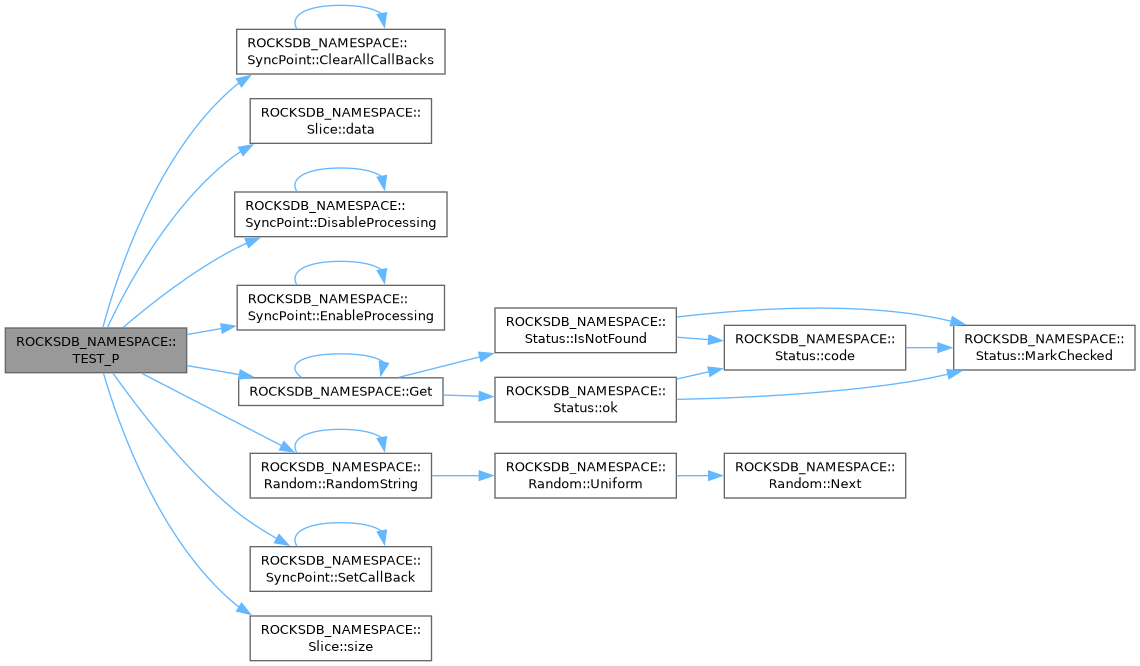 ROCKSDB_NAMESPACE::
SyncPoint::ClearAllCallBacks
ROCKSDB_NAMESPACE::
Slice::data
ROCKSDB_NAMESPACE::
SyncPoint::DisableProcessing
ROCKSDB_NAMESPACE::
SyncPoint::EnableProcessing
ROCKSDB_NAMESPACE::
TEST_P
ROCKSDB_NAMESPACE::Get
ROCKSDB_NAMESPACE::
Status::IsNotFound
ROCKSDB_NAMESPACE::
Status::code
ROCKSDB_NAMESPACE::
Status::MarkChecked
ROCKSDB_NAMESPACE::
Status::ok
ROCKSDB_NAMESPACE::
Random::RandomString
ROCKSDB_NAMESPACE::
Random::Uniform
ROCKSDB_NAMESPACE::
Random::Next
ROCKSDB_NAMESPACE::
SyncPoint::SetCallBack
ROCKSDB_NAMESPACE::
Slice::size